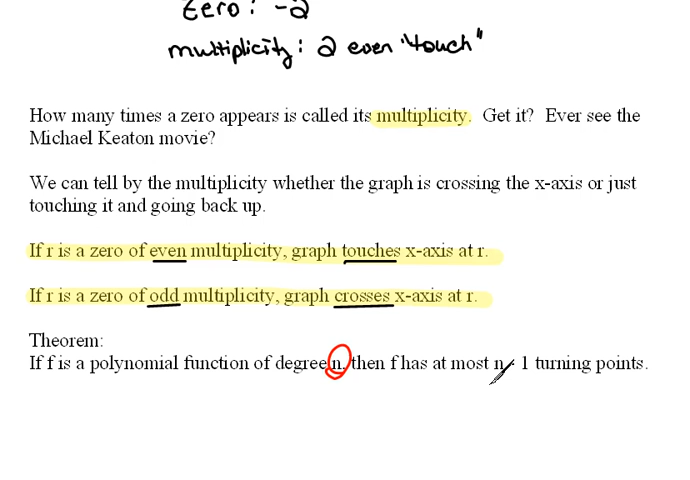 zero: -2
multiplicity: 2 even "touch"
How many times a zero appears is called its multiplicity. Get it? Ever see the
Michael Keaton movie?
We can tell by the multiplicity whether the graph is crossing the x-axis or just
touching it and going back up.
If r is a zero of even multiplicity, graph touches x-axis at r.
If r is a zero of odd multiplicity, graph crosses x-axis at r.
Theorem:
If f is a polynomial function of degree n, then f has at most n - 1 turning points.